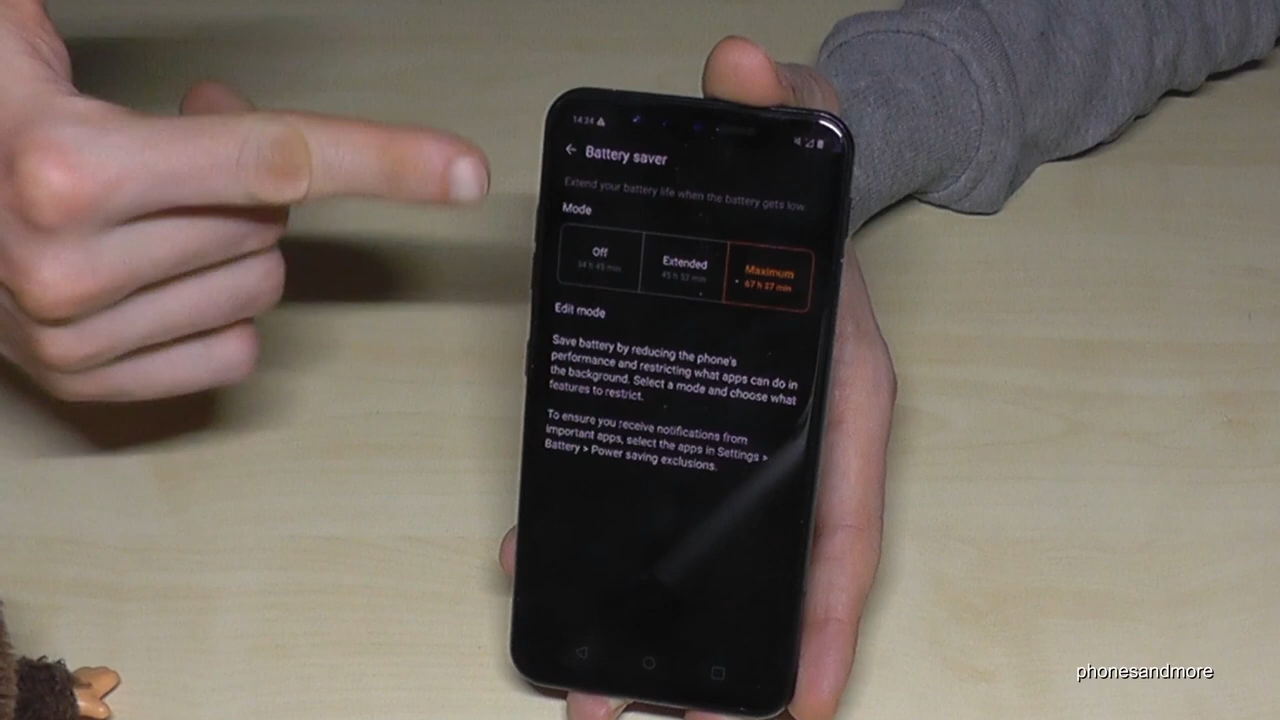 14:34
Battery saver
Extend your battery life when the battery gets low.
Mode
Off
Extended
Maximum
67 h 37 min
Edit mode
Save battery by reducing the phone's
performance and restricting what apps can do in
the background. Select a mode and choose what
features to restrict.
To ensure you receive notifications from
important apps, select the apps in Settings >
Battery > Power saving exclusions.
phonesandmore